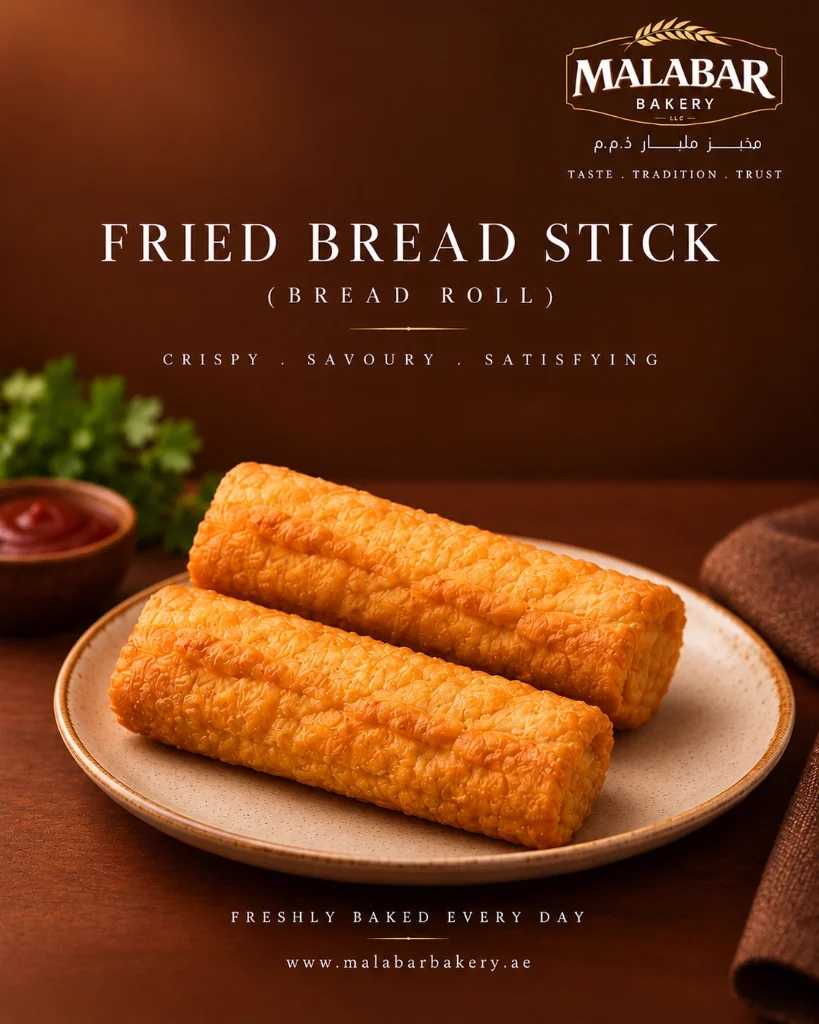 MALABAR
BAKERY
LLC
مخبز ملبار ذ.م.م
TASTE . TRADITION . TRUST
FRIED BREAD STICK
(BREAD ROLL)
CRISPY . SAVOURY . SATISFYING
FRESHLY BAKED EVERY DAY
www.malabarbakery.ae